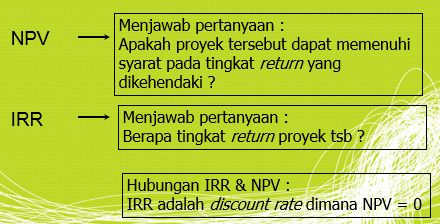 NPV
Menjawab pertanyaan :
Apakah proyek tersebut dapat memenuhi
syarat pada tingkat return yang
dikehendaki ?
IRR
Menjawab pertanyaan :
Berapa tingkat return proyek tsb ?
Hubungan IRR & NPV :
IRR adalah discount rate dimana NPV = 0